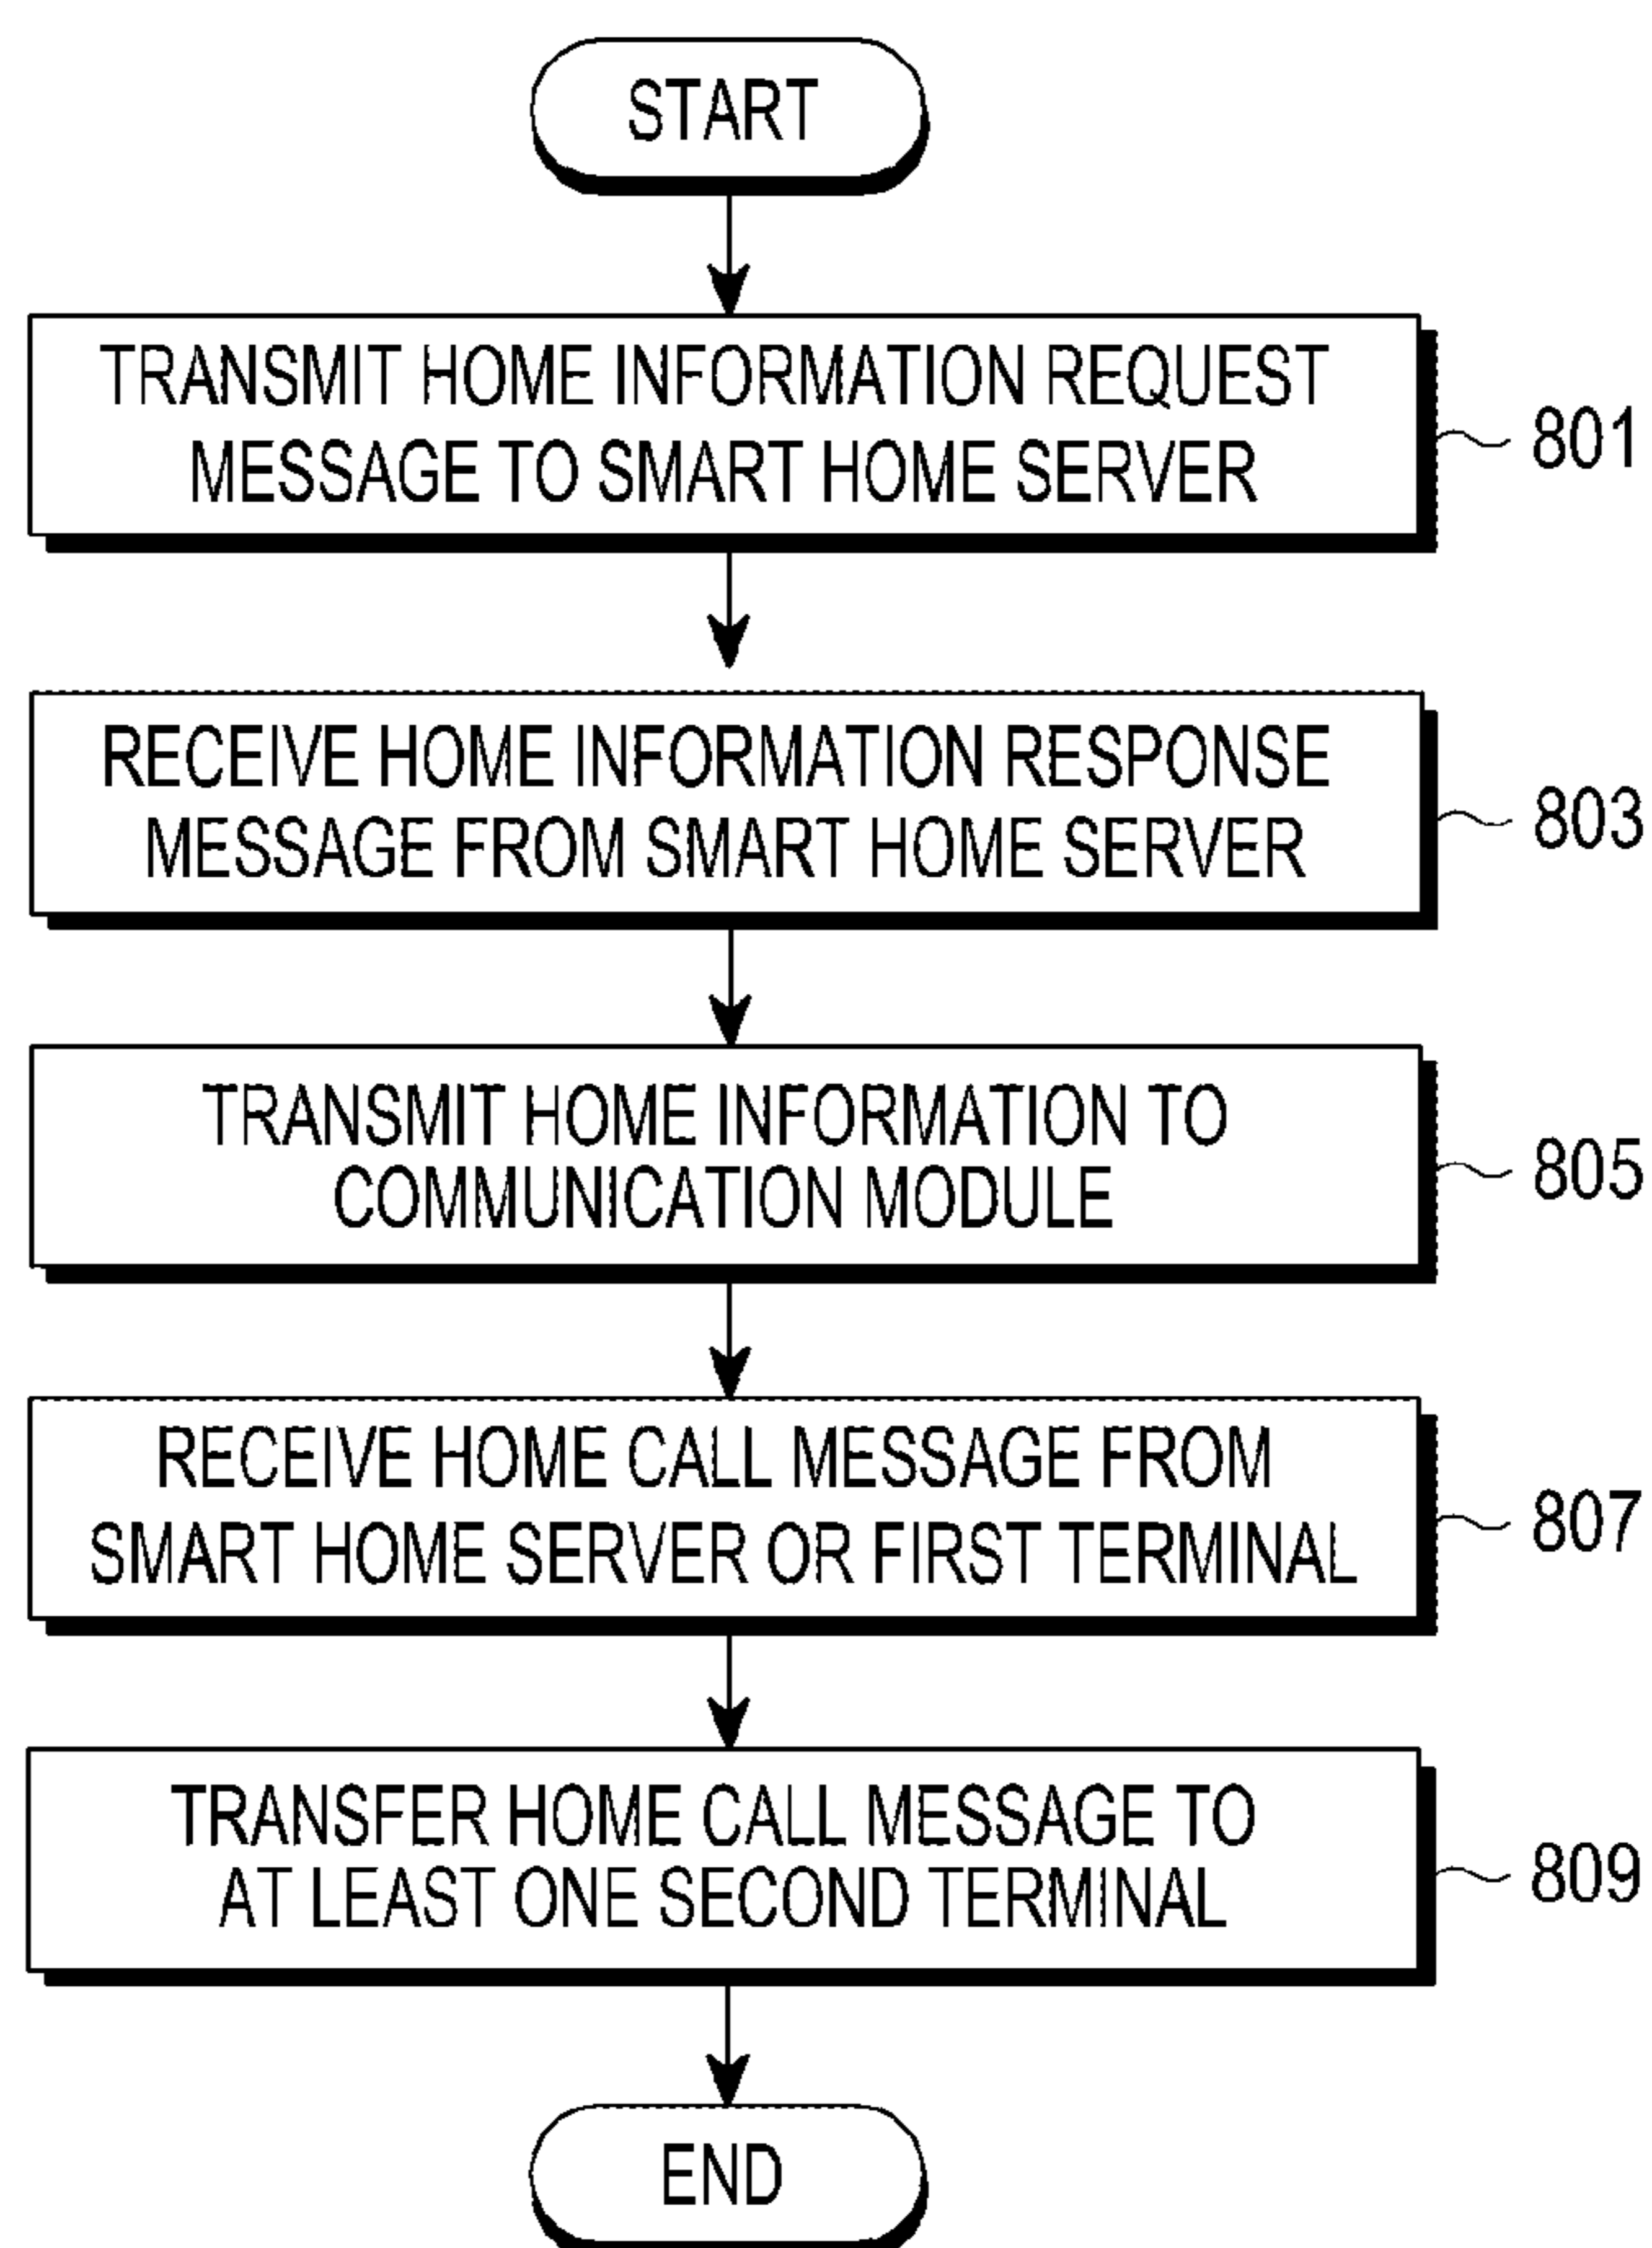 START
TRANSMIT HOME INFORMATION REQUEST
MESSAGE TO SMART HOME SERVER
801
RECEIVE HOME INFORMATION RESPONSE
MESSAGE FROM SMART HOME SERVER
803
TRANSMIT HOME INFORMATION TO
COMMUNICATION MODULE
805
RECEIVE HOME CALL MESSAGE FROM
SMART HOME SERVER OR FIRST TERMINAL
807
TRANSFER HOME CALL MESSAGE TO
AT LEAST ONE SECOND TERMINAL
809
END